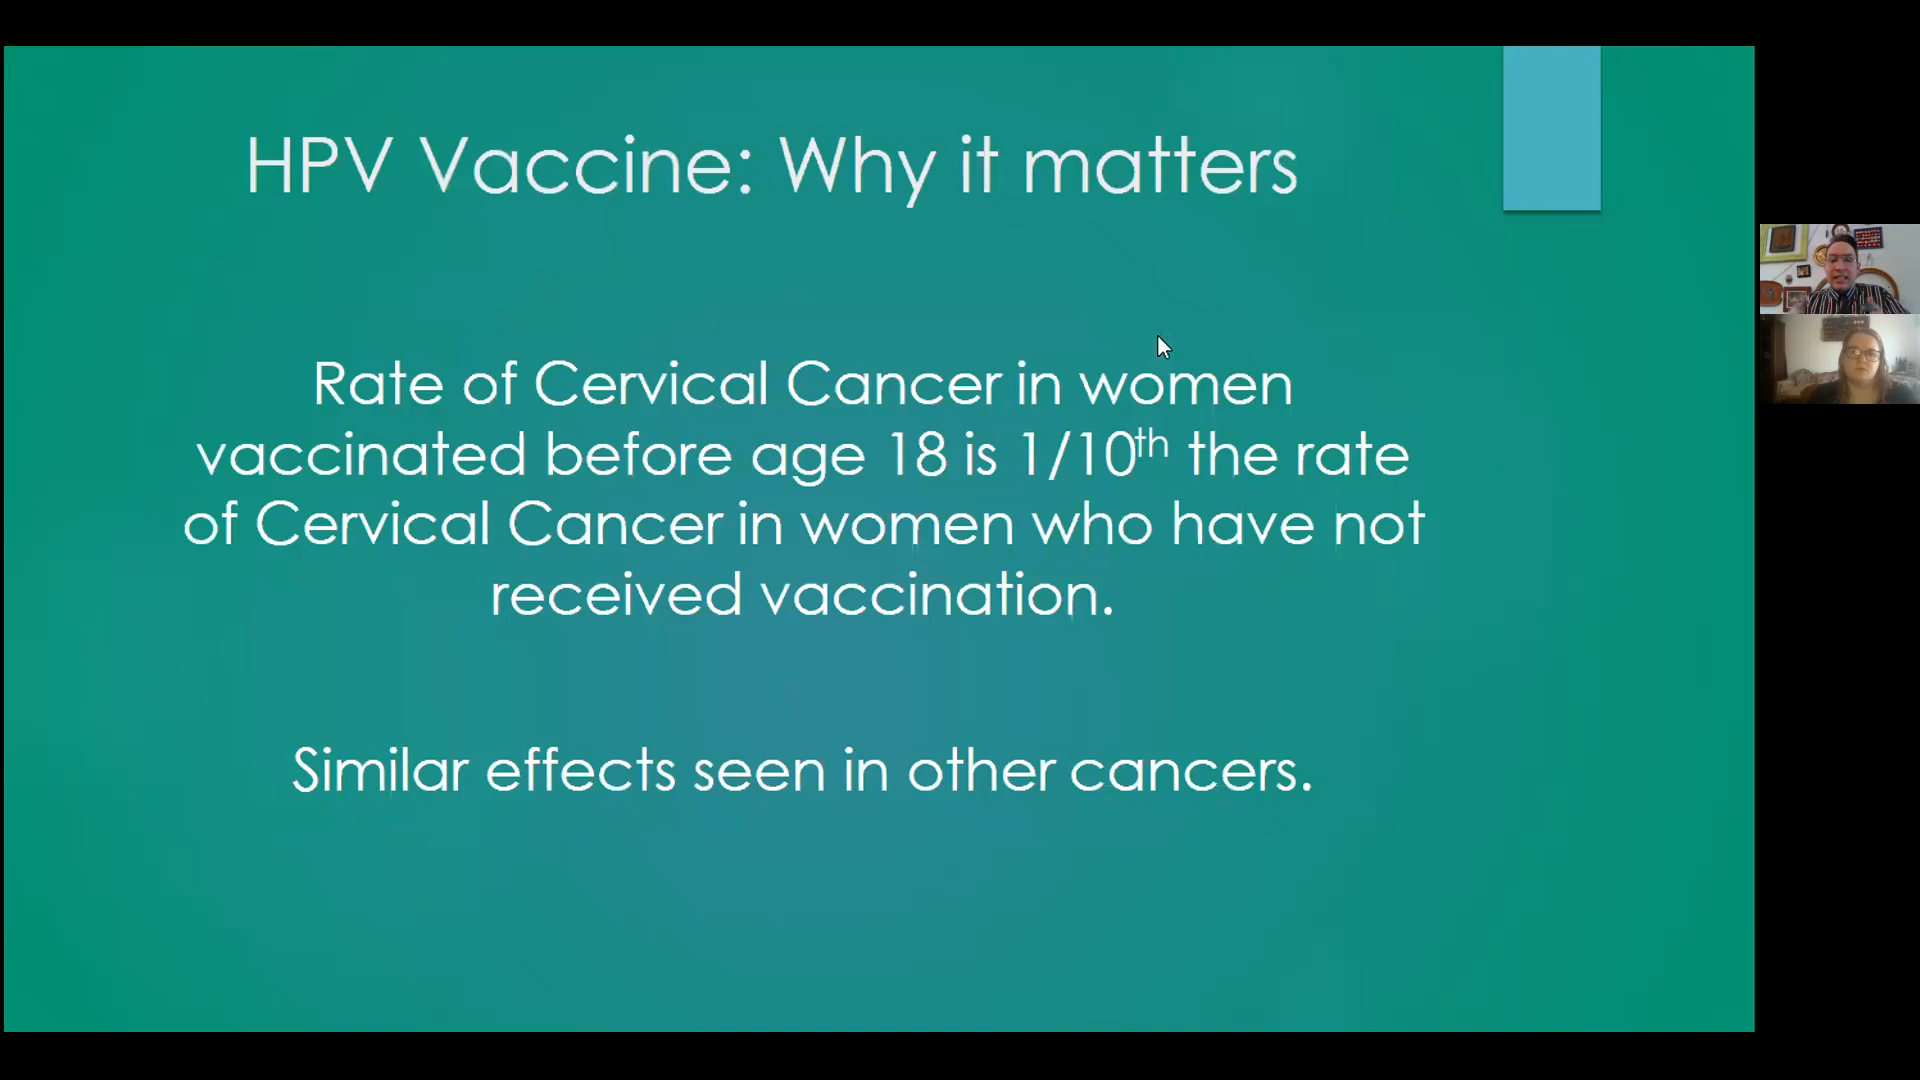 HPV Vaccine: Why it matters
Rate of Cervical Cancer in women
vaccinated before age 18 is 1/10th the rate
of Cervical Cancer in women who have not
received vaccination.
Similar effects seen in other cancers.